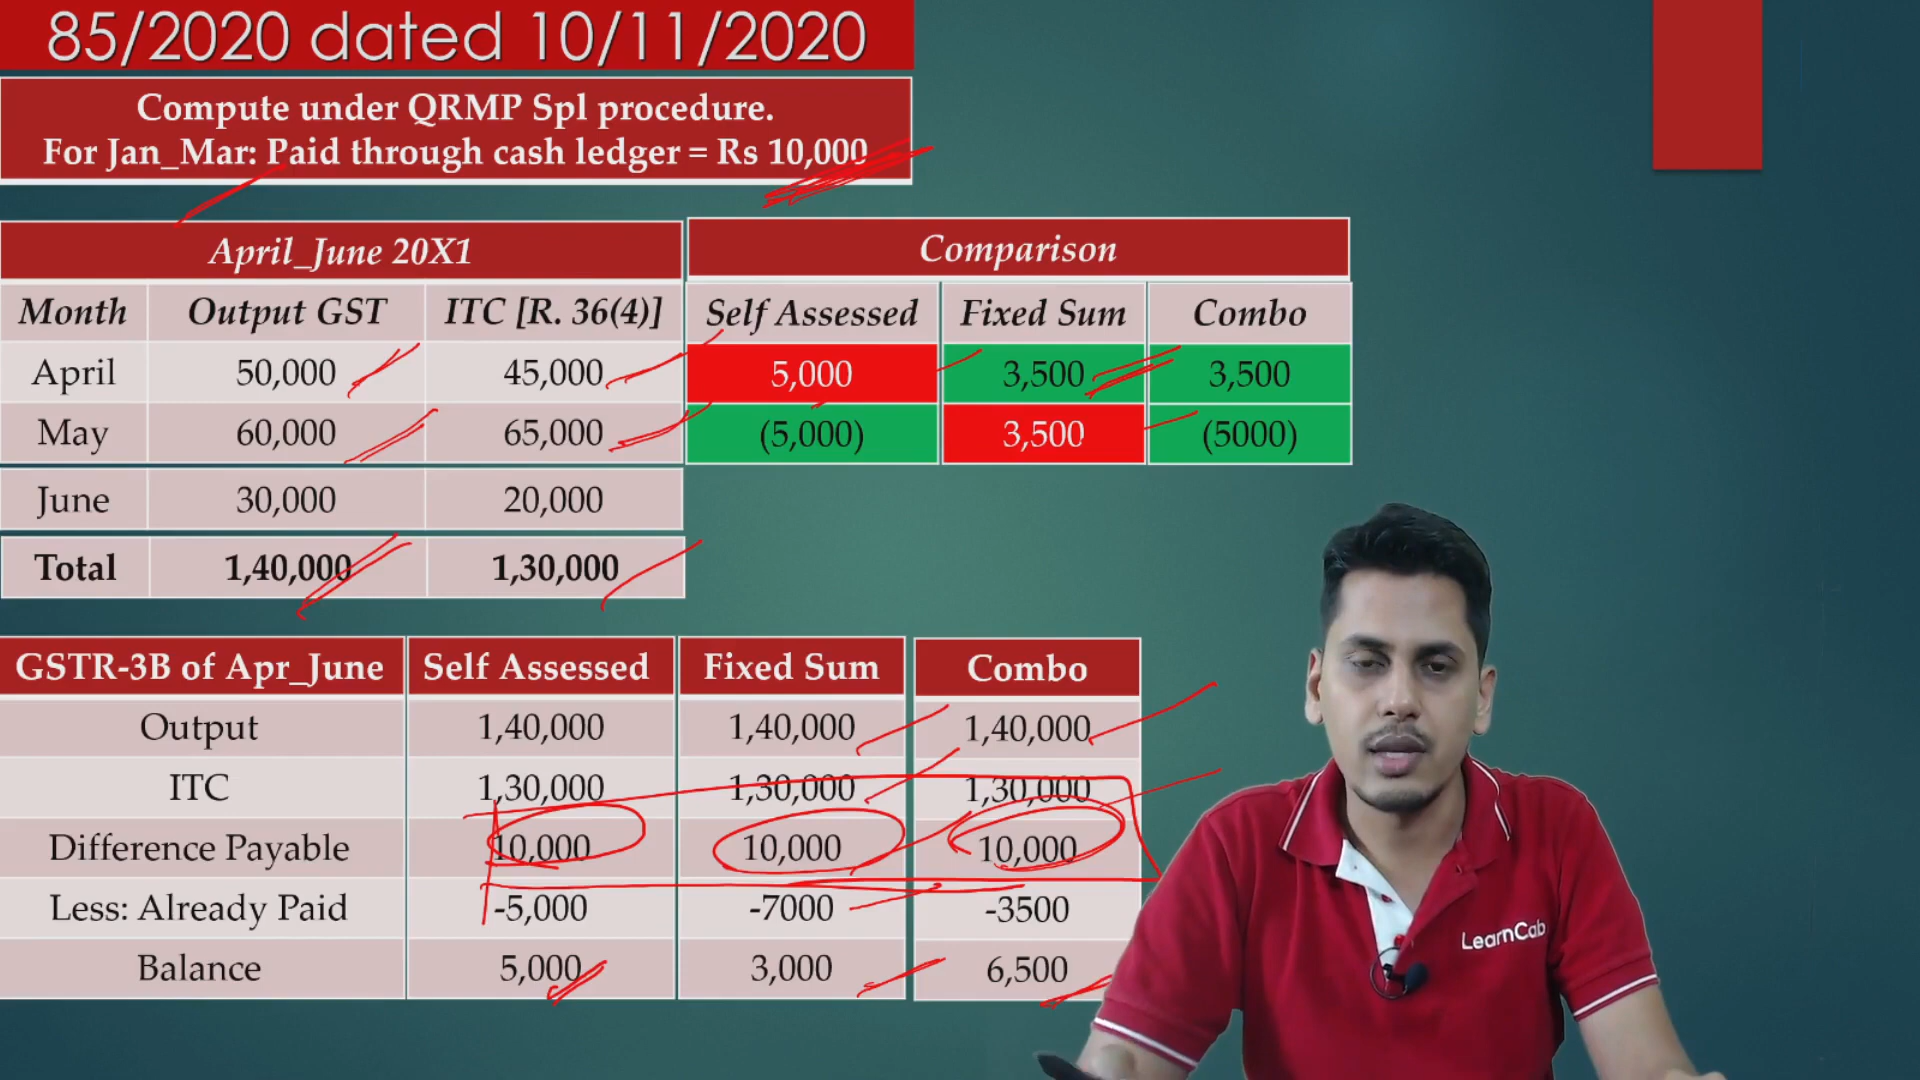 85/2020 dated 10/11/2020
Compute under QRMP Spl procedure.
For Jan_Mar: Paid through cash ledger = Rs 10,000
April_June 20X1
Month Output GST ITC [R. 36(4)]
April 50,000 45,000
May 60,000 65,000
June 30,000 20,000
Total 1,40,000 1,30,000
Comparison
Self Assessed Fixed Sum Combo
5,000 3,500 3,500
(5,000) 3,500 (5000)
GSTR-3B of Apr_June Self Assessed Fixed Sum Combo
Output 1,40,000 1,40,000 1,40,000
ITC 1,30,000 1,30,000 1,30,000
Difference Payable 10,000 10,000 10,000
Less: Already Paid -5,000 -7000 -3500
Balance 5,000 3,000 6,500
LearnCab